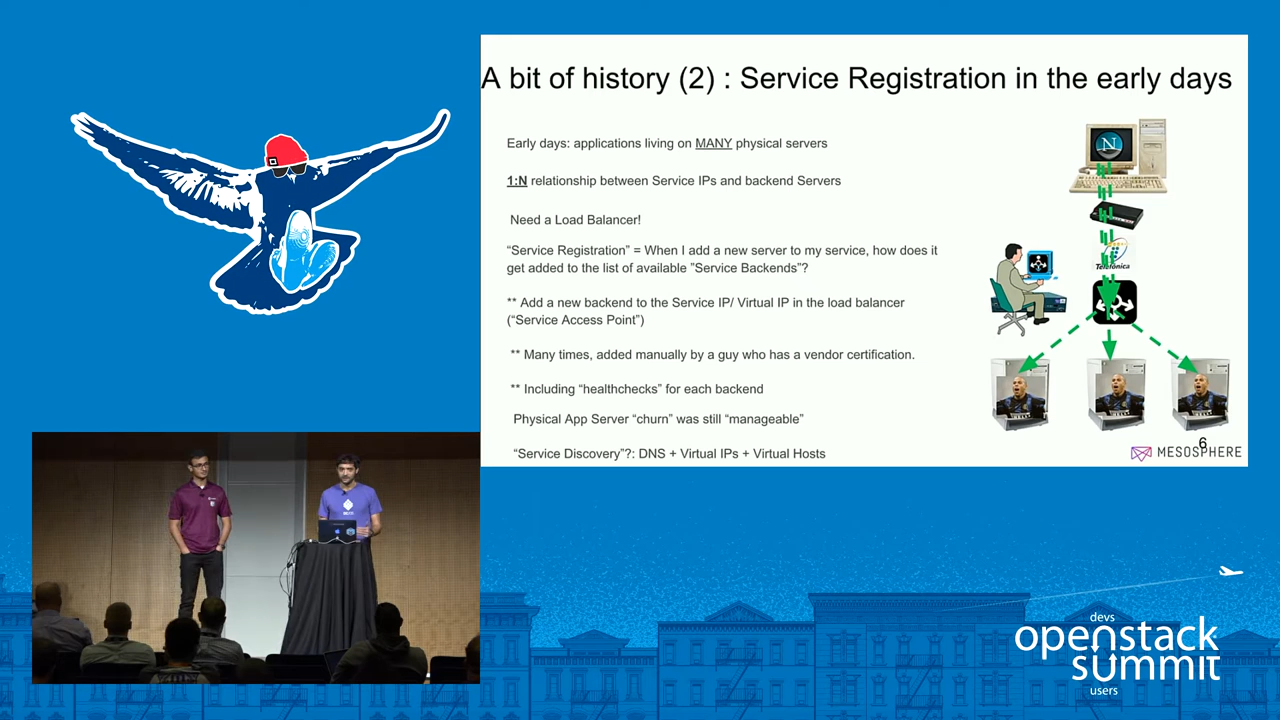 A bit of history (2) : Service Registration in the early days
Early days: applications living on MANY physical servers
1:N relationship between Service IPs and backend Servers
Need a Load Balancer!
“Service Registration” = When I add a new server to my service, how does it
get added to the list of available ”Service Backends”?
** Add a new backend to the Service IP/ Virtual IP in the load balancer
(“Service Access Point”)
** Many times, added manually by a guy who has a vendor certification.
** Including “healthchecks” for each backend
Physical App Server “churn” was still “manageable”
“Service Discovery”?: DNS + Virtual IPs + Virtual Hosts
N
Telefónica
6
MESOSPHERE
devs
openstack
summit
users